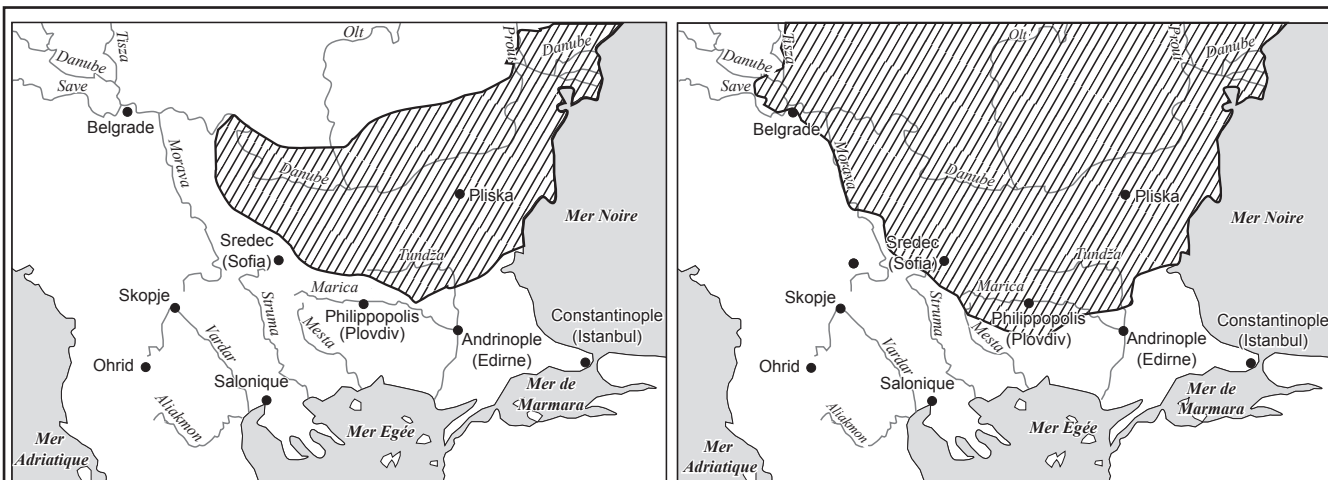 Olt
Tisza
Prout
Danube
Danube
Save
Belgrade
Morava
Danube
Pliska
Mer Noire
Sredec
(Sofia)
Tundža
Marica
Skopje
Struma
Philippopolis
(Plovdiv)
Mesta
Constantinople
(Istanbul)
Andrinople
(Edirne)
Vardar
Ohrid
Salonique
Mer de
Marmara
Aliakmon
Mer Egée
Mer
Adriatique
Olt
Tisza
Prout
Danube
Danube
Save
Belgrade
Morava
Danube
Pliska
Mer Noire
Sredec
(Sofia)
Tundža
Marica
Skopje
Struma
Philippopolis
(Plovdiv)
Mesta
Constantinople
(Istanbul)
Andrinople
(Edirne)
Vardar
Ohrid
Salonique
Mer de
Marmara
Aliakmon
Mer Egée
Mer
Adriatique